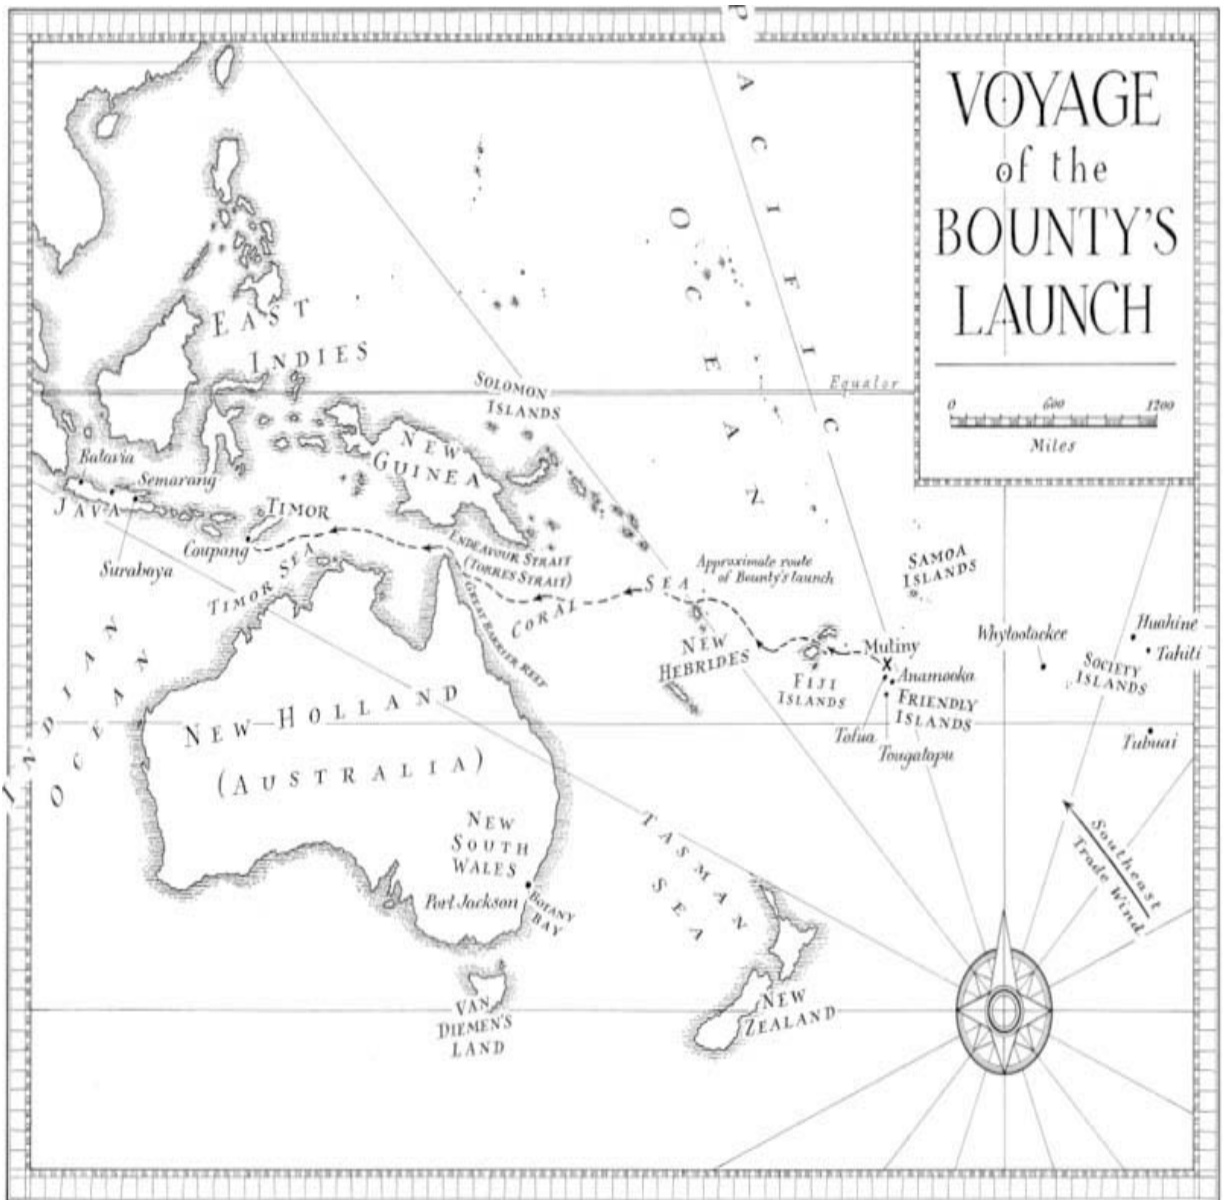 VOYAGE
of the
BOUNTY'S
LAUNCH
0 600 1200
Miles
PACIFIC
OCEAN
Equator
EAST
INDIES
SOLOMON
ISLANDS
NEW
GUINEA
Batavia
Semarang
JAVA
Surabaya
TIMOR
Coupang
TIMOR SEA
ENDEAVOUR STRAIT
(TORRES STRAIT)
GREAT BARRIER REEF
CORAL SEA
Approximate route
of Bounty's launch
SAMOA
ISLANDS
NEW
HEBRIDES
FIJI
ISLANDS
Mutiny
X
Anamooka
FRIENDLY
ISLANDS
Tofua
Tougatapu
Whylootackee
Huahine
Tahiti
SOCIETY
ISLANDS
Tubuai
INDIAN
OCEAN
NEW HOLLAND
(AUSTRALIA)
NEW
SOUTH
WALES
Port Jackson
BOTANY
BAY
TASMAN
SEA
Southeast
Trade Wind
VAN
DIEMEN'S
LAND
NEW
ZEALAND